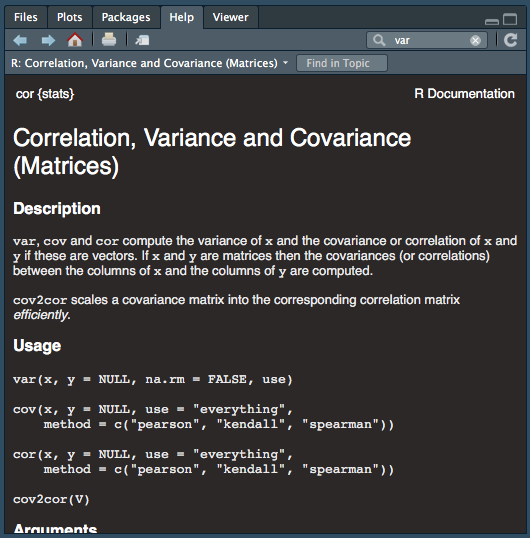 Files Plots Packages Help Viewer
var
R: Correlation, Variance and Covariance (Matrices) Find in Topic
cor {stats} R Documentation
Correlation, Variance and Covariance
(Matrices)
Description
var, cov and cor compute the variance of x and the covariance or correlation of x and
y if these are vectors. If x and y are matrices then the covariances (or correlations)
between the columns of x and the columns of y are computed.
cov2cor scales a covariance matrix into the corresponding correlation matrix
efficiently.
Usage
var(x, y = NULL, na.rm = FALSE, use)
cov(x, y = NULL, use = "everything",
method = c("pearson", "kendall", "spearman"))
cor(x, y = NULL, use = "everything",
method = c("pearson", "kendall", "spearman"))
cov2cor(V)
Arguments